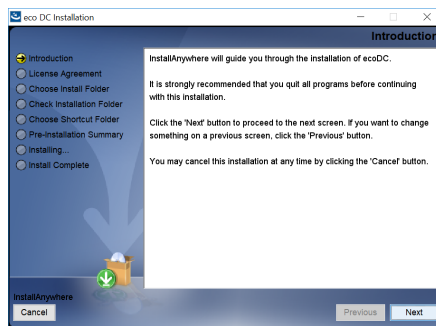 eco DC Installation
Introduction
Introduction
License Agreement
Choose Install Folder
Check Installation Folder
Choose Shortcut Folder
Pre-Installation Summary
Installing...
Install Complete
InstallAnywhere will guide you through the installation of ecoDC.
It is strongly recommended that you quit all programs before continuing
with this installation.
Click the 'Next' button to proceed to the next screen. If you want to change
something on a previous screen, click the 'Previous' button.
You may cancel this installation at any time by clicking the 'Cancel' button.
InstallAnywhere
Cancel
Previous
Next